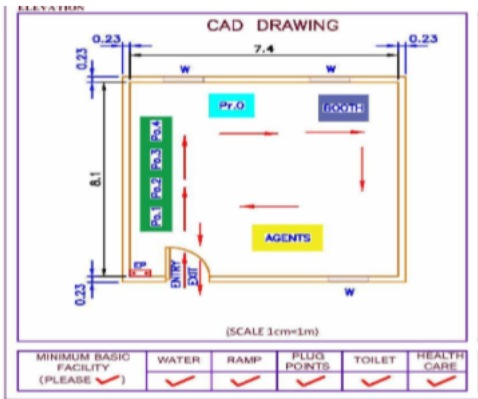 ELEVATION
CAD DRAWING
0.23 7.4 0.23
0.23
W W
Pr.O BOOTH
Po.4
Po.3
Po.2
Po.1
8.1
AGENTS
ENTRY
EXIT
0.23
W
(SCALE 1cm=1m)
MINIMUM BASIC FACILITY (PLEASE ✓) WATER RAMP PLUG POINTS TOILET HEALTH CARE
✓ ✓ ✓ ✓ ✓